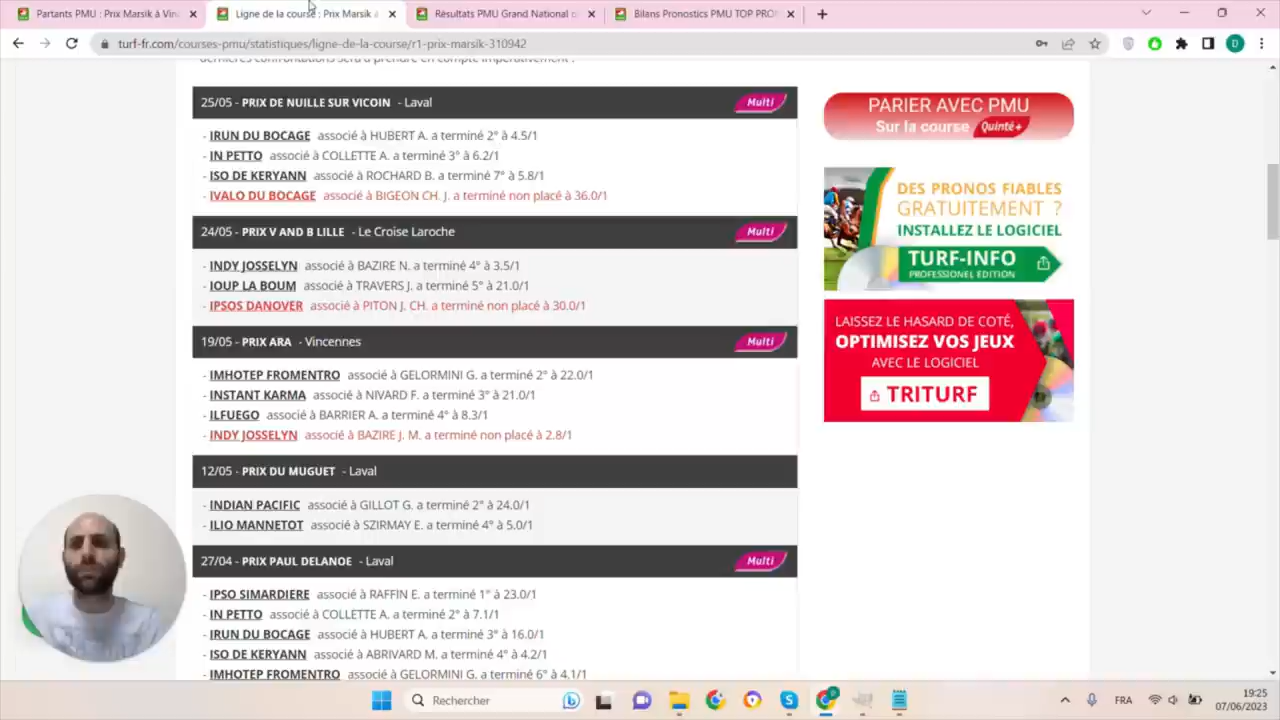 Partants PMU : Prix Marsik à Vin
Ligne de la course : Prix Marsik à
Résultats PMU Grand National d
Bilans Pronostics PMU TOP PRO
turf-fr.com/courses-pmu/statistiques/ligne-de-la-course/r1-prix-marsik-310942
D
dernières confrontations sera à prendre en compte impérativement .
25/05 - PRIX DE NUILLE SUR VICOIN - Laval
Multi
- IRUN DU BOCAGE associé à HUBERT A. a terminé 2° à 4.5/1
- IN PETTO associé à COLLETTE A. a terminé 3° à 6.2/1
- ISO DE KERYANN associé à ROCHARD B. a terminé 7° à 5.8/1
- IVALO DU BOCAGE associé à BIGEON CH. J. a terminé non placé à 36.0/1
24/05 - PRIX V AND B LILLE - Le Croise Laroche
Multi
- INDY JOSSELYN associé à BAZIRE N. a terminé 4° à 3.5/1
- IOUP LA BOUM associé à TRAVERS J. a terminé 5° à 21.0/1
- IPSOS DANOVER associé à PITON J. CH. a terminé non placé à 30.0/1
19/05 - PRIX ARA - Vincennes
Multi
- IMHOTEP FROMENTRO associé à GELORMINI G. a terminé 2° à 22.0/1
- INSTANT KARMA associé à NIVARD F. a terminé 3° à 21.0/1
- ILFUEGO associé à BARRIER A. a terminé 4° à 8.3/1
- INDY JOSSELYN associé à BAZIRE J. M. a terminé non placé à 2.8/1
12/05 - PRIX DU MUGUET - Laval
- INDIAN PACIFIC associé à GILLOT G. a terminé 2° à 24.0/1
- ILIO MANNETOT associé à SZIRMAY E. a terminé 4° à 5.0/1
27/04 - PRIX PAUL DELANOE - Laval
Multi
- IPSO SIMARDIERE associé à RAFFIN E. a terminé 1° à 23.0/1
- IN PETTO associé à COLLETTE A. a terminé 2° à 7.1/1
- IRUN DU BOCAGE associé à HUBERT A. a terminé 3° à 16.0/1
- ISO DE KERYANN associé à ABRIVARD M. a terminé 4° à 4.2/1
- IMHOTEP FROMENTRO associé à GELORMINI G. a terminé 6° à 4.1/1
PARIER AVEC PMU
Sur la course Quinté+
DES PRONOS FIABLES
GRATUITEMENT ?
INSTALLEZ LE LOGICIEL
TURF-INFO
PROFESSIONEL EDITION
LAISSEZ LE HASARD DE COTÉ,
OPTIMISEZ VOS JEUX
AVEC LE LOGICIEL
TRITURF
Rechercher
FRA
19:25
07/06/2023